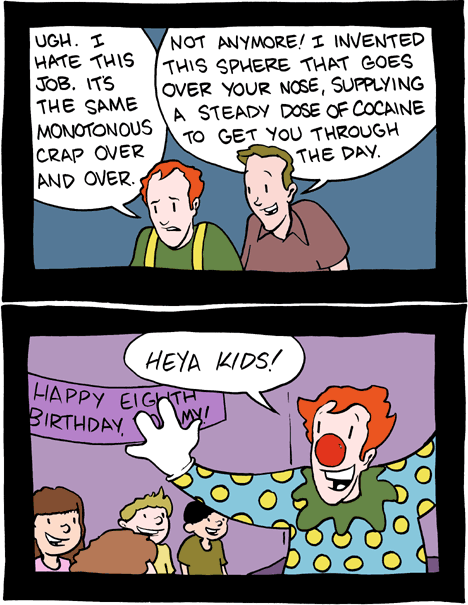 UGH. I
HATE THIS
JOB. IT'S
THE SAME
MONOTONOUS
CRAP OVER
AND OVER.
NOT ANYMORE! I INVENTED
THIS SPHERE THAT GOES
OVER YOUR NOSE, SUPPLYING
A STEADY DOSE OF COCAINE
TO GET YOU THROUGH
THE DAY.
HEYA KIDS!
HAPPY EIGHTH
BIRTHDAY, MY!